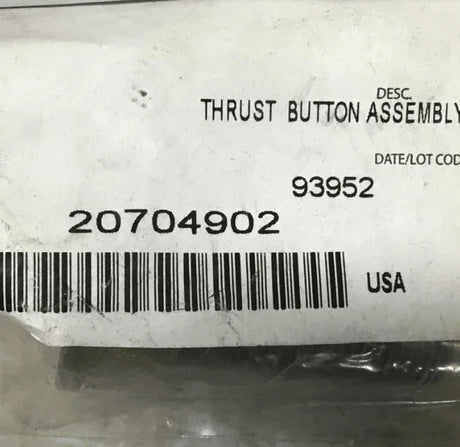 DESC.
THRUST BUTTON ASSEMBLY
DATE/LOT COD
93952
20704902
USA